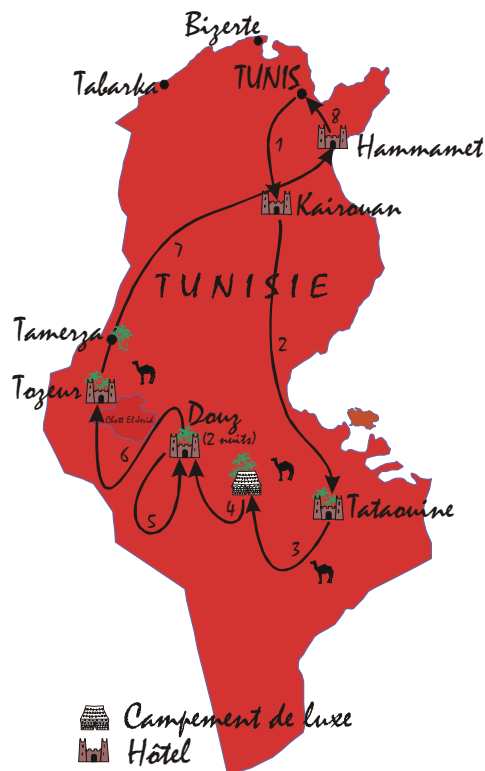 Bizerte
Tabarka
TUNIS
8
Hammamet
1
Kairouan
7
TUNISIE
2
Tamerza
Tozeur
Chott El-Jerid
Douz
(2 nuits)
6
5
4
Tataouine
3
Campement de luxe
Hôtel